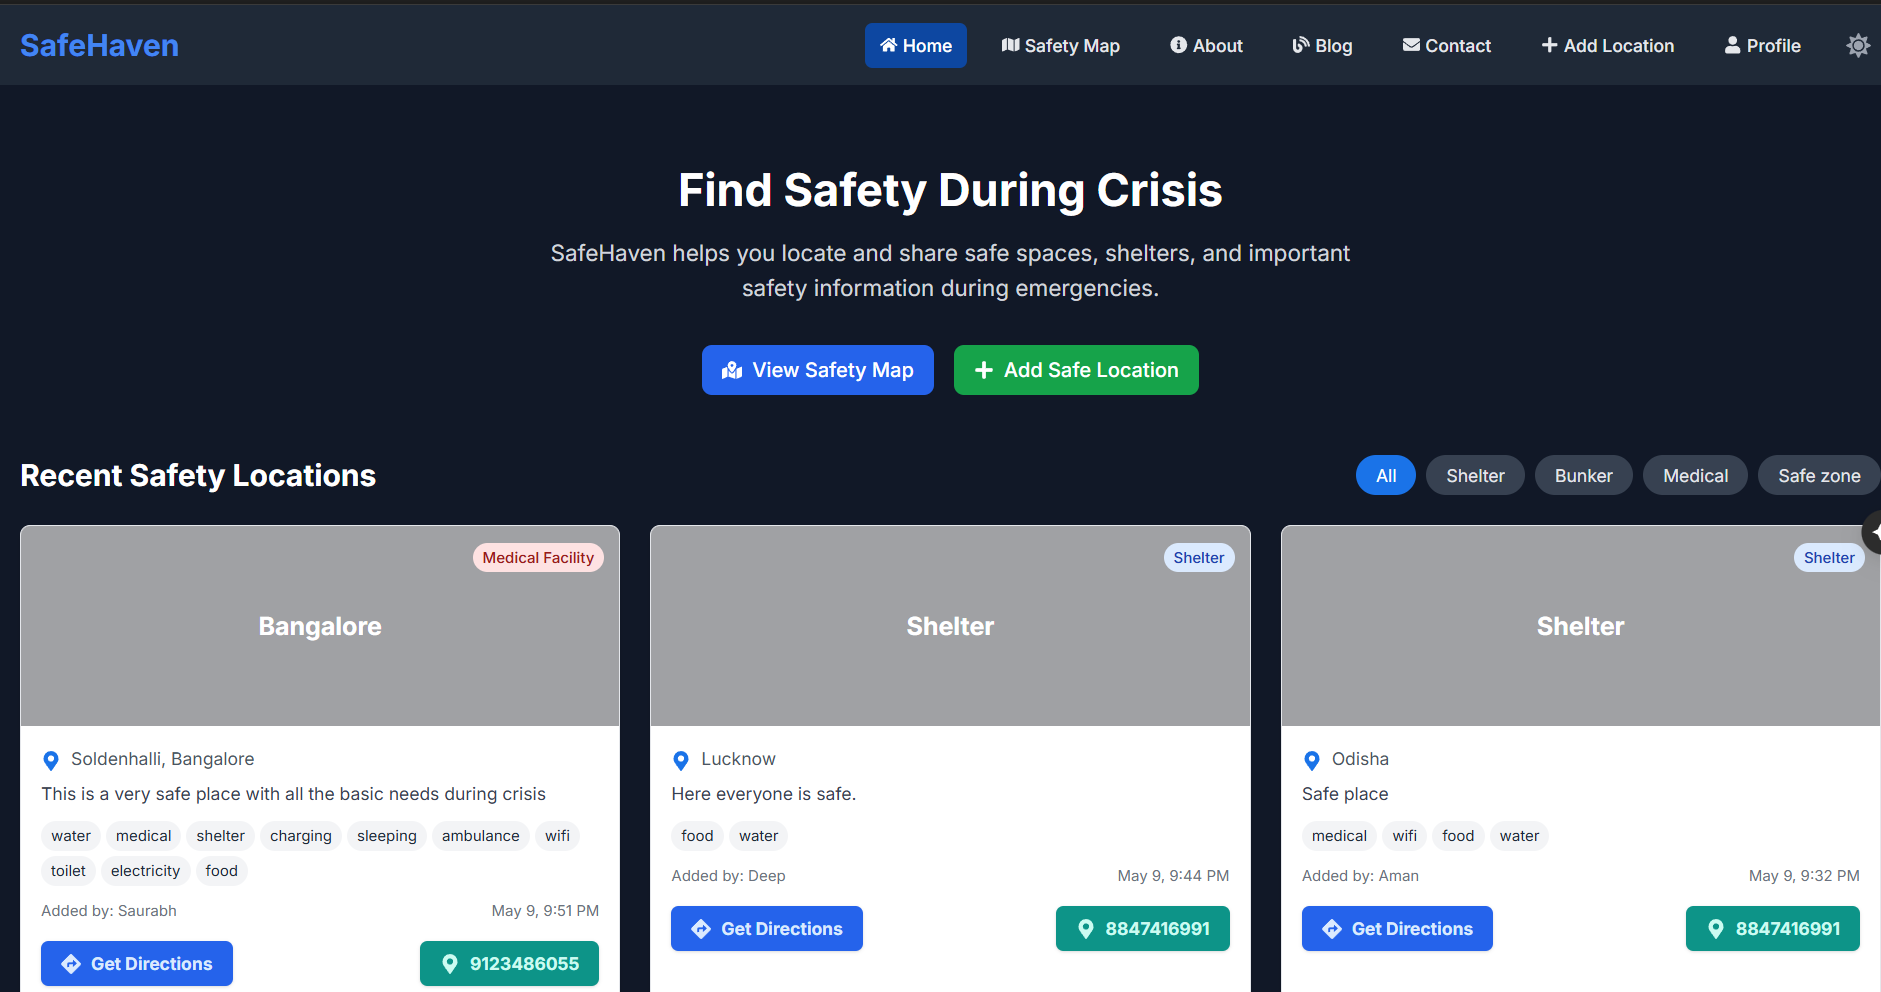 SafeHaven
Home
Safety Map
About
Blog
Contact
Add Location
Profile
Find Safety During Crisis
SafeHaven helps you locate and share safe spaces, shelters, and important
safety information during emergencies.
View Safety Map
Add Safe Location
Recent Safety Locations
All
Shelter
Bunker
Medical
Safe zone
Medical Facility
Bangalore
Soldenhalli, Bangalore
This is a very safe place with all the basic needs during crisis
water medical shelter charging sleeping ambulance wifi
toilet electricity food
Added by: Saurabh
May 9, 9:51 PM
Get Directions
9123486055
Shelter
Shelter
Lucknow
Here everyone is safe.
food water
Added by: Deep
May 9, 9:44 PM
Get Directions
8847416991
Shelter
Shelter
Odisha
Safe place
medical wifi food water
Added by: Aman
May 9, 9:32 PM
Get Directions
8847416991